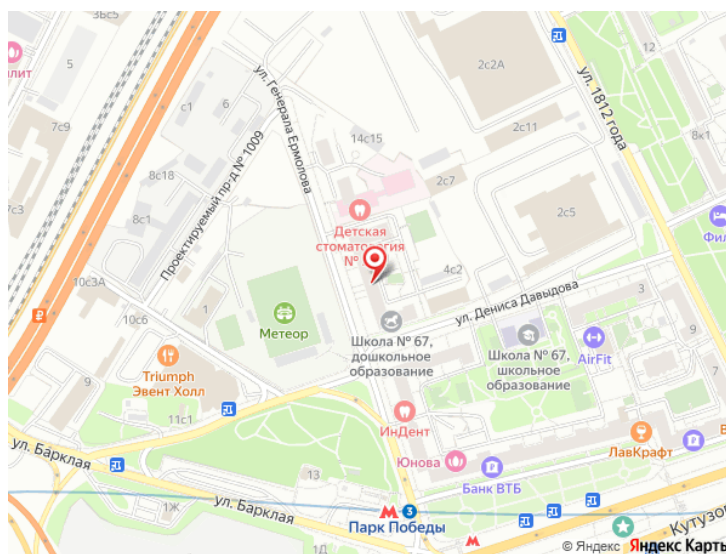 3Бс5
5
7с9
7с3
с1
6
8с18
8с1
Проектируемый пр-д № 1009
ул. Генерала Ермолова
14с15
2с2А
2с11
2с7
2с5
4с2
12
8к1
ул. 1812 года
Детская
стоматология
№
10с3А
10с6
1
9
Метеор
Triumph
Эвент Холл
11с1
ул. Дениса Давыдова
Школа № 67,
дошкольное
образование
Школа № 67,
школьное
образование
AirFit
3
9
7
ИнДент
Юнова
Банк ВТБ
ЛавКрафт
ул. Барклая
ул. Барклая
13
1Ж
1Д
3
Парк Победы
© Яндекс Яндекс Карты